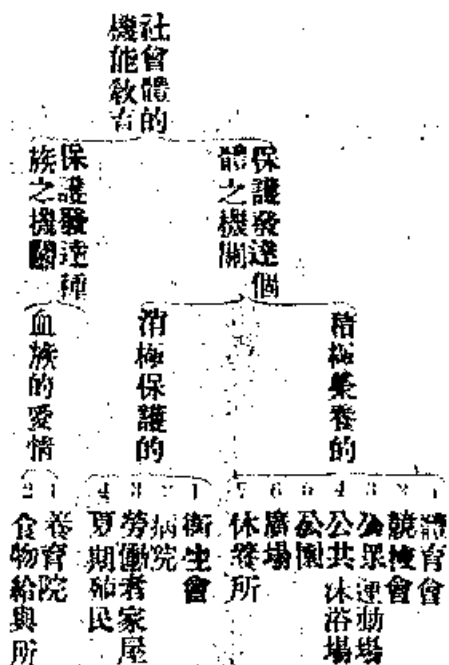 社會體的
機能敎育
保護發達個
體之機關
積極榮養的
1 體育會
2 競技會
3 公眾運動場
4 公共沐浴場
5 公園
6 廣場
7 休養所
消極保護的
1 衛生會
2 病院
3 勞働者家屋
4 夏期殖民
保護發達種
族之機關
血族的愛情
1 養育院
2 食物給與所